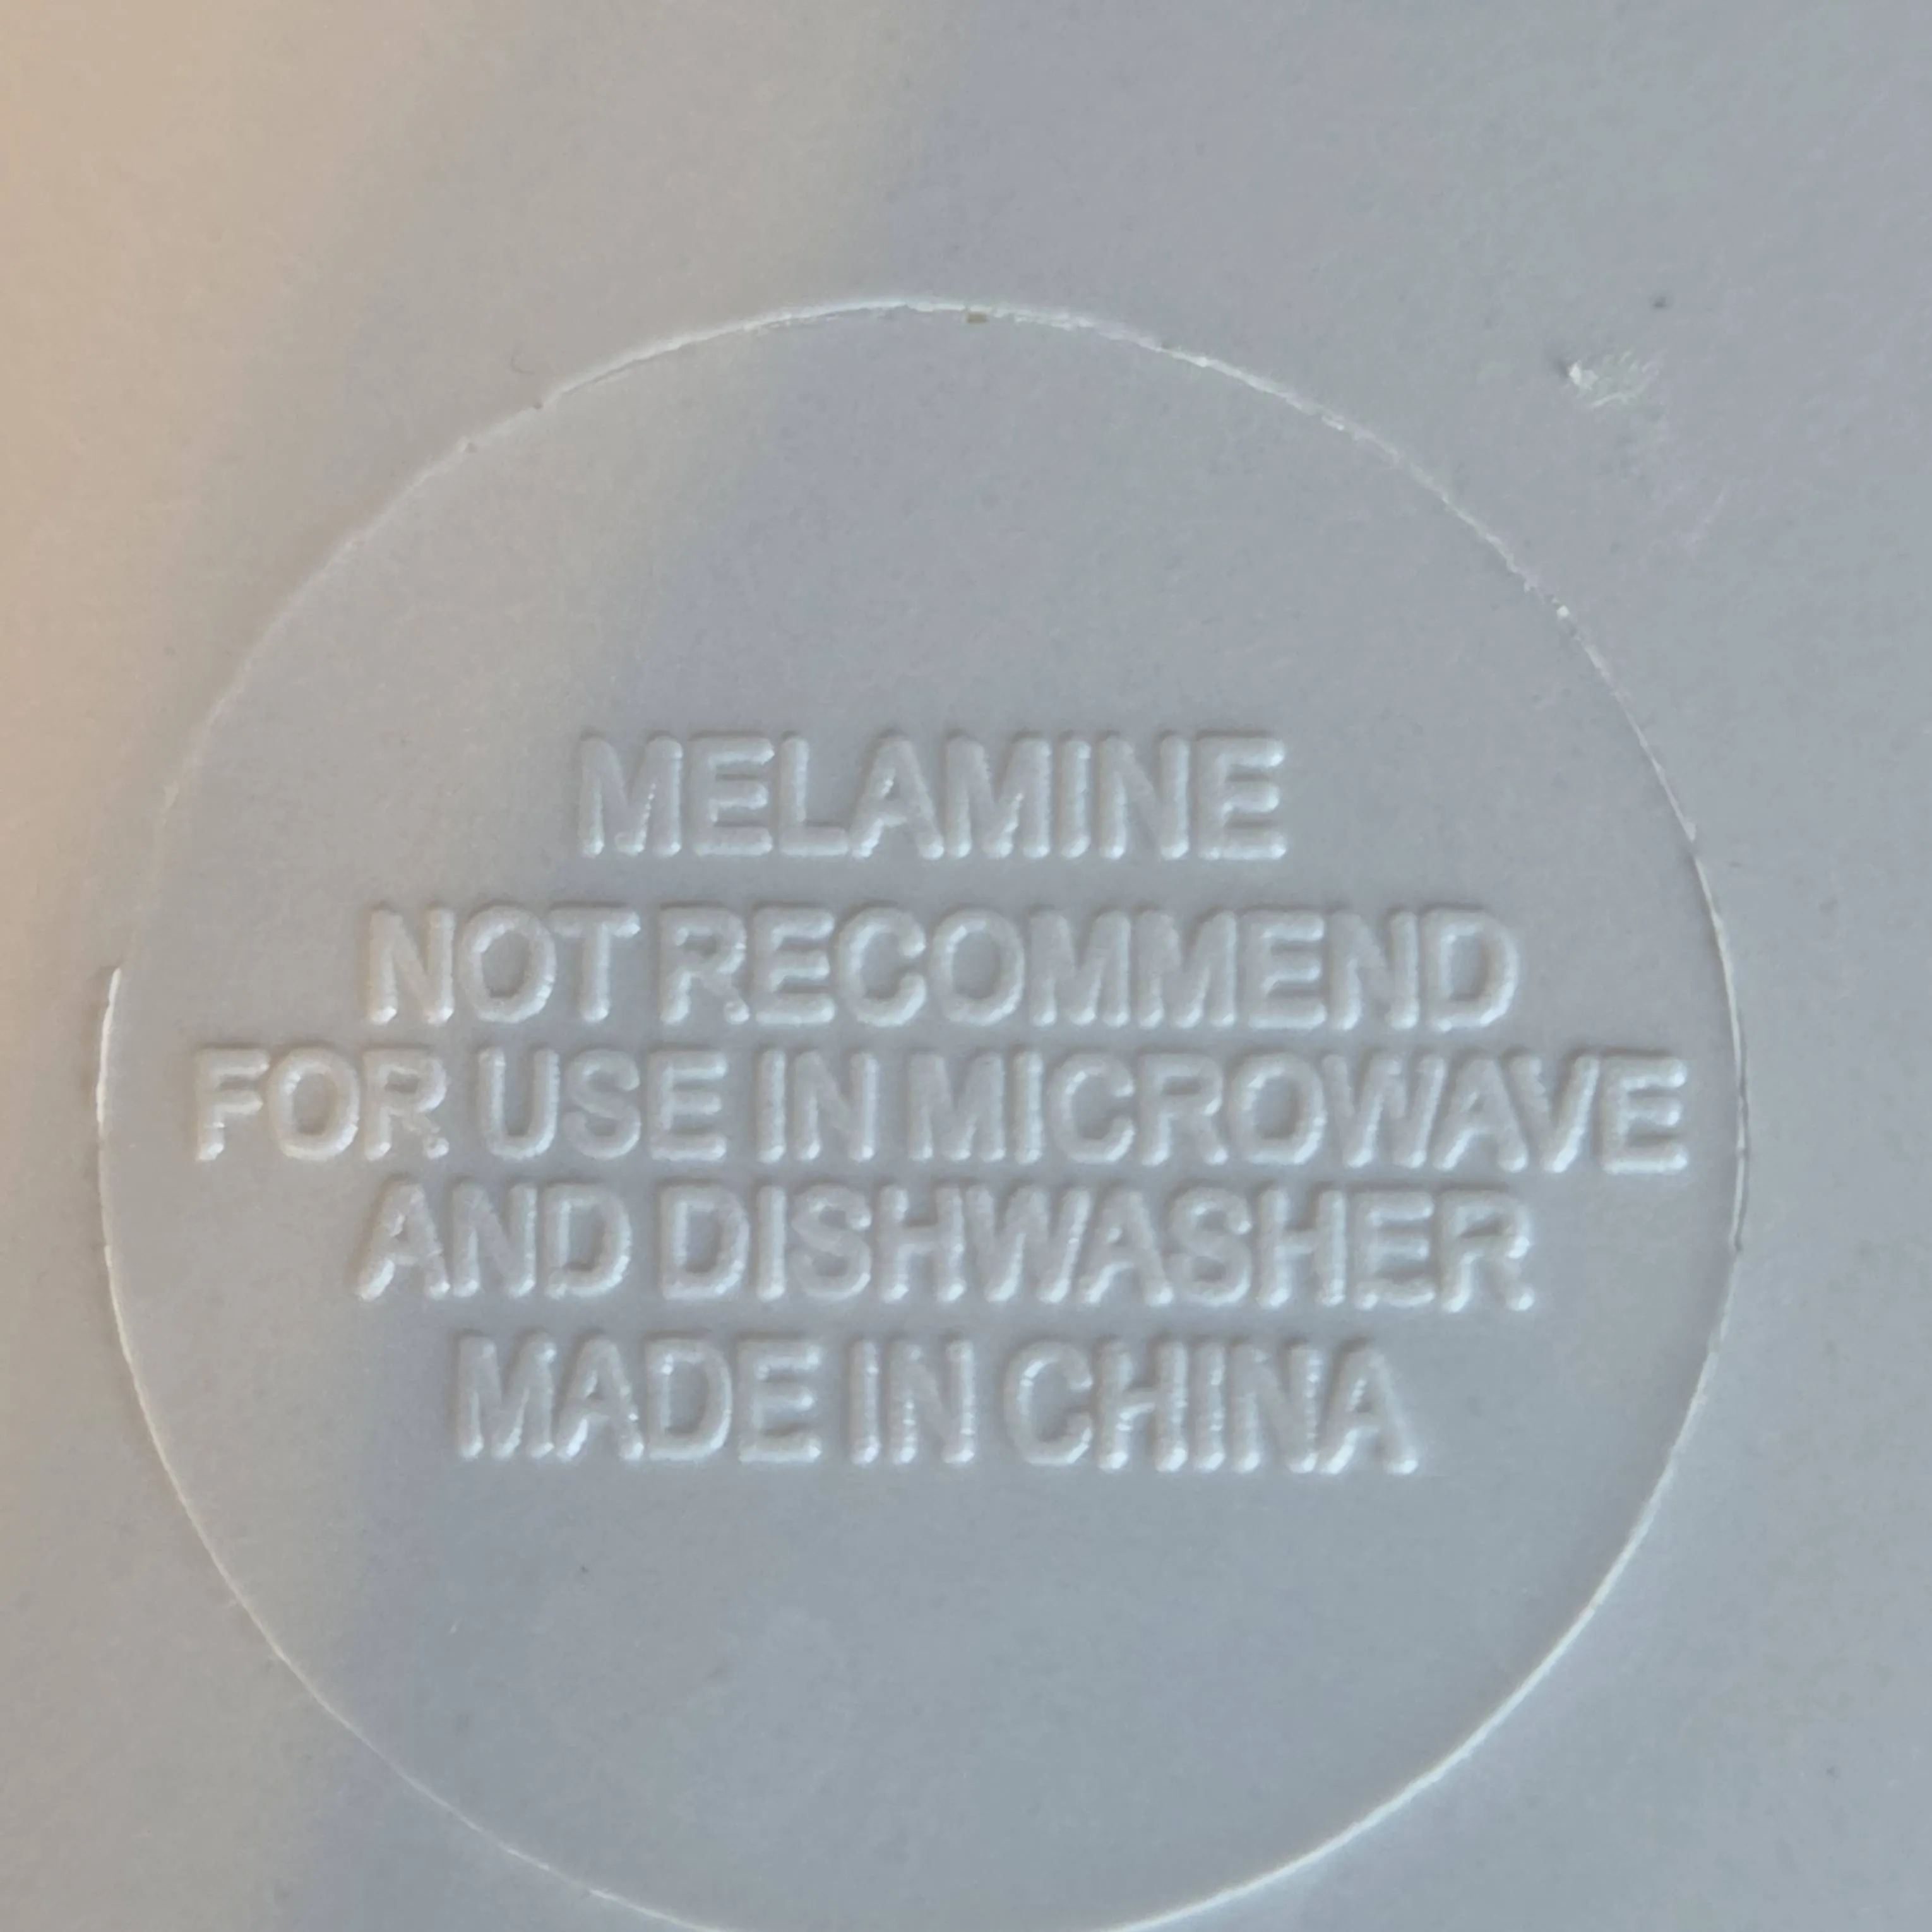 MELAMINE
NOT RECOMMEND
FOR USE IN MICROWAVE
AND DISHWASHER
MADE IN CHINA